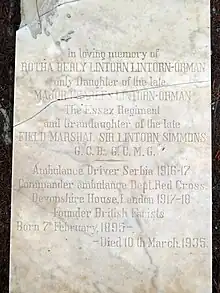 in loving memory of
ROTHA BERYL LINTORN LINTORN-ORMAN
only Daughter of the late
MAJOR LINTORN-ORMAN
The Essex Regiment
and Grandaughter of the late
FIELD MARSHAL SIR LINTORN SIMMONS
G.C.B. G.C.M.G.
Ambulance Driver Serbia 1916-17
Commander Ambulance Dept. Red Cross
Devonshire House, London 1917-18
Founder British Fascists
Born 7th February, 1895-
-Died 10th March, 1935.